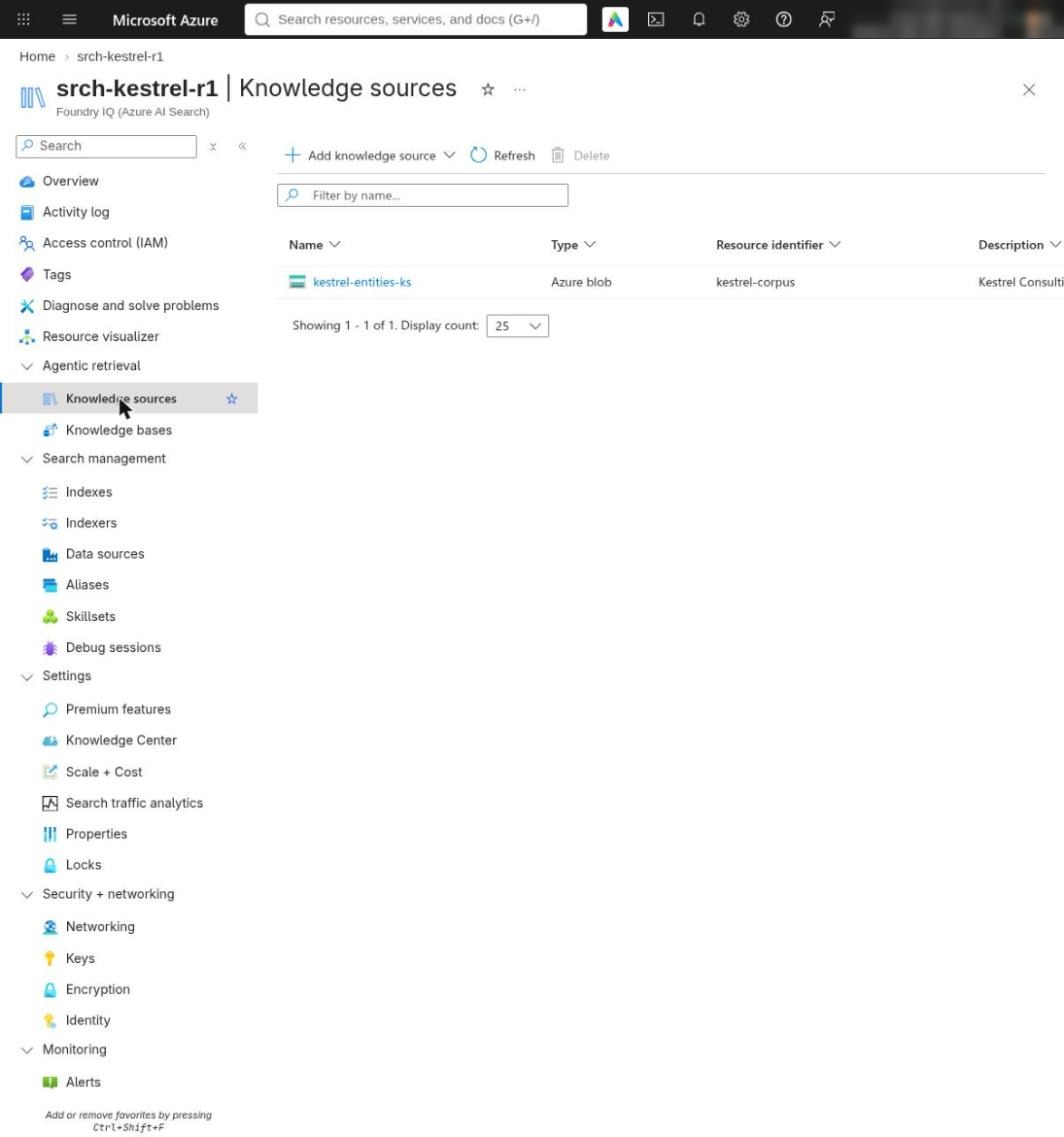 Microsoft Azure
Search resources, services, and docs (G+/)
Home › srch-kestrel-r1
srch-kestrel-r1 | Knowledge sources
Foundry IQ (Azure AI Search)
Search
Overview
Activity log
Access control (IAM)
Tags
Diagnose and solve problems
Resource visualizer
Agentic retrieval
Knowledge sources
Knowledge bases
Search management
Indexes
Indexers
Data sources
Aliases
Skillsets
Debug sessions
Settings
Premium features
Knowledge Center
Scale + Cost
Search traffic analytics
Properties
Locks
Security + networking
Networking
Keys
Encryption
Identity
Monitoring
Alerts
Add or remove favorites by pressing
Ctrl+Shift+F
Add knowledge source Refresh Delete
Filter by name...
Name Type Resource identifier Description
kestrel-entities-ks Azure blob kestrel-corpus Kestrel Consulti
Showing 1 - 1 of 1. Display count: 25